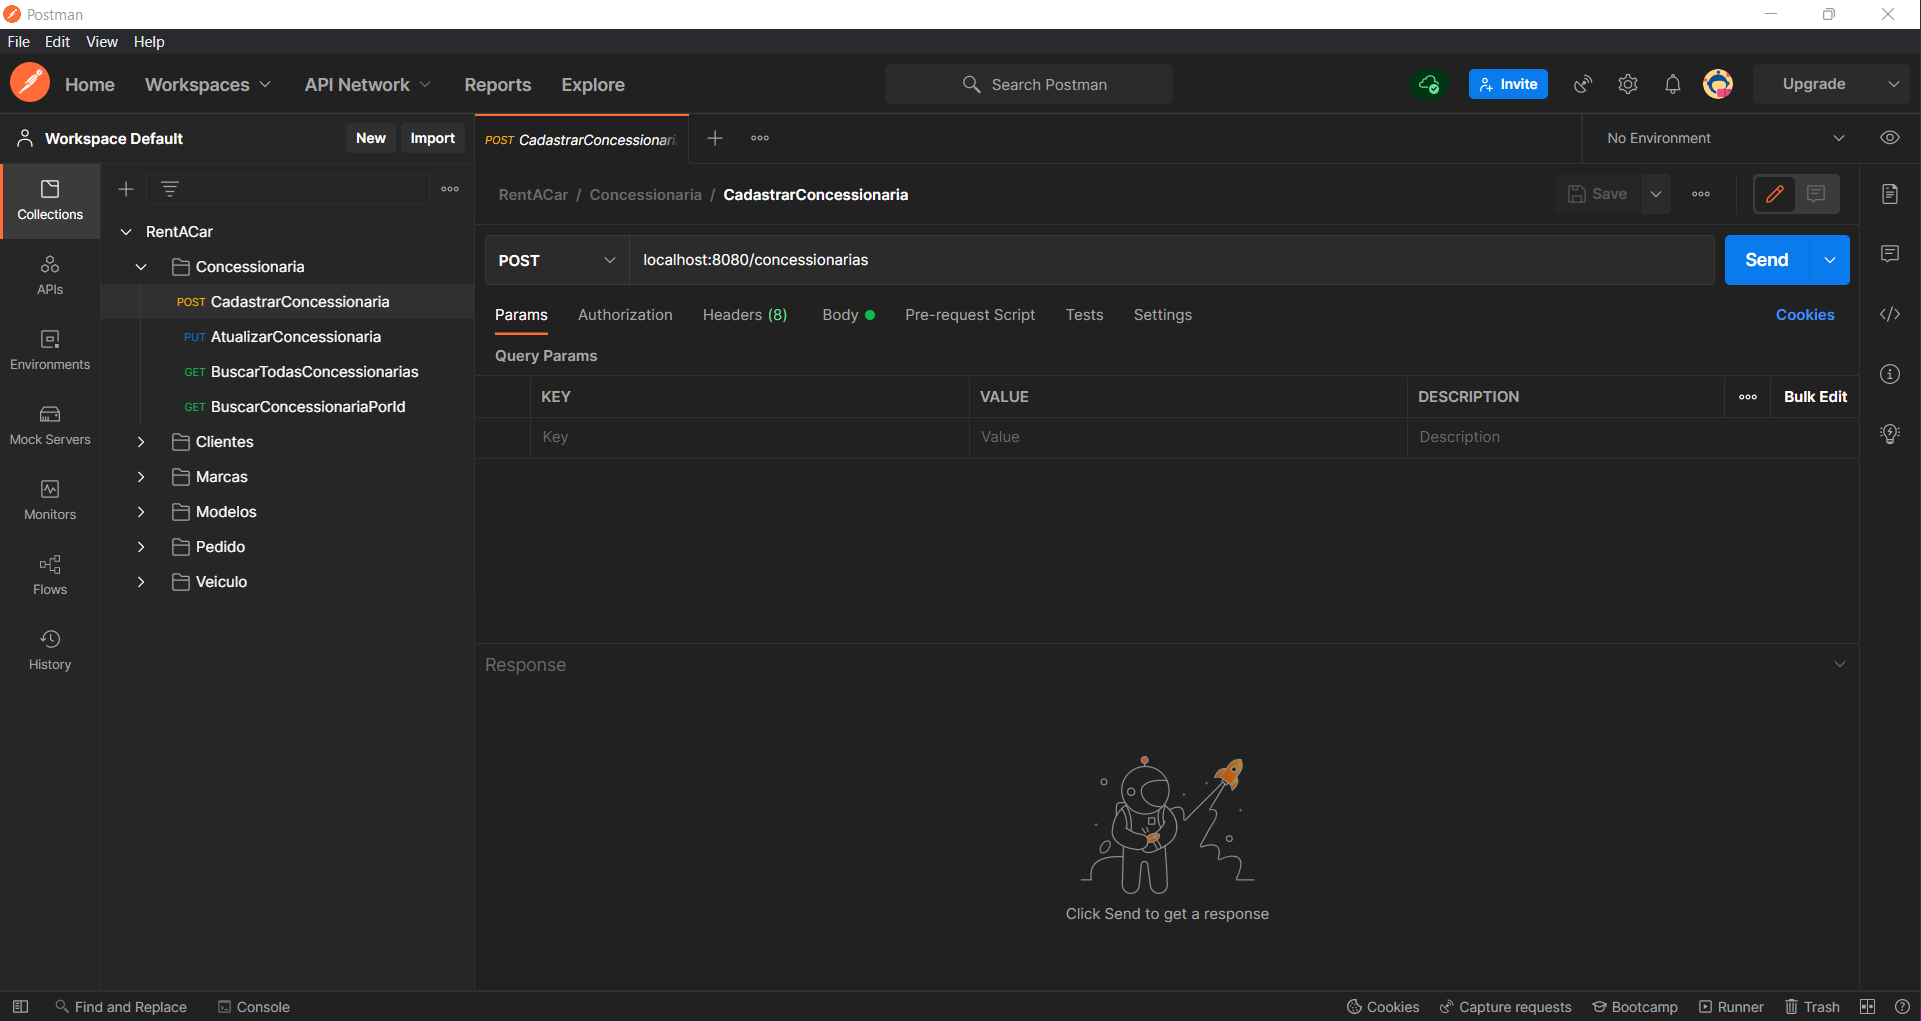 Postman
File Edit View Help
Home Workspaces API Network Reports Explore Search Postman Invite Upgrade
Workspace Default New Import POST CadastrarConcessionari No Environment
Collections
APIs
Environments
Mock Servers
Monitors
Flows
History
RentACar
Concessionaria
POST CadastrarConcessionaria
PUT AtualizarConcessionaria
GET BuscarTodasConcessionarias
GET BuscarConcessionariaPorId
Clientes
Marcas
Modelos
Pedido
Veiculo
RentACar / Concessionaria / CadastrarConcessionaria Save
POST localhost:8080/concessionarias Send
Params Authorization Headers (8) Body Pre-request Script Tests Settings Cookies
Query Params
KEY VALUE DESCRIPTION Bulk Edit
Key Value Description
Response
Click Send to get a response
Find and Replace Console Cookies Capture requests Bootcamp Runner Trash